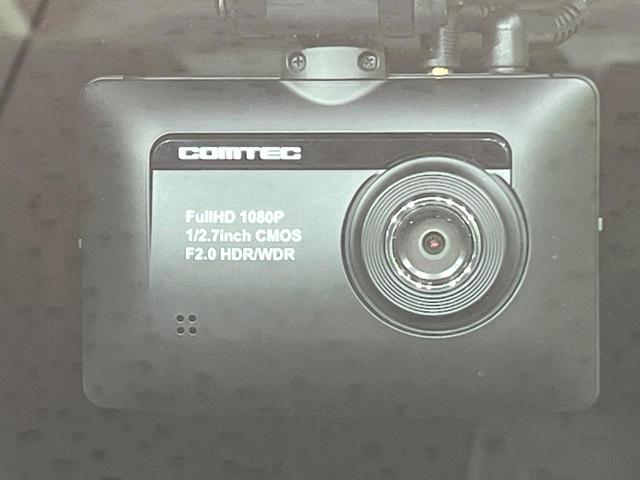 COMTEC
FullHD 1080P
1/2.7inch CMOS
F2.0 HDR/WDR